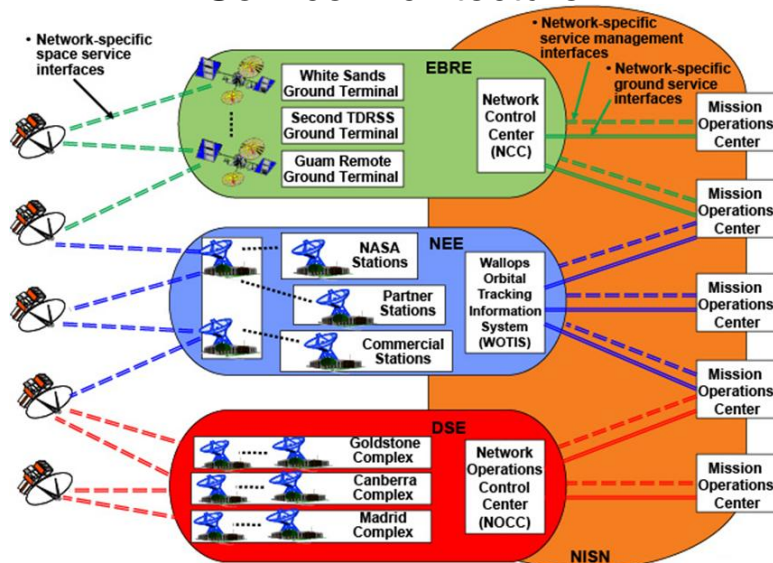 • Network-specific
space service
interfaces
• Network-specific
service management
interfaces
• Network-specific
ground service
interfaces
EBRE
White Sands
Ground Terminal
Second TDRSS
Ground Terminal
Guam Remote
Ground Terminal
Network
Control
Center
(NCC)
Mission
Operations
Center
Mission
Operations
Center
NEE
NASA
Stations
Partner
Stations
Commercial
Stations
Wallops
Orbital
Tracking
Information
System
(WOTIS)
Mission
Operations
Center
Mission
Operations
Center
DSE
Goldstone
Complex
Canberra
Complex
Madrid
Complex
Network
Operations
Control
Center
(NOCC)
Mission
Operations
Center
NISN